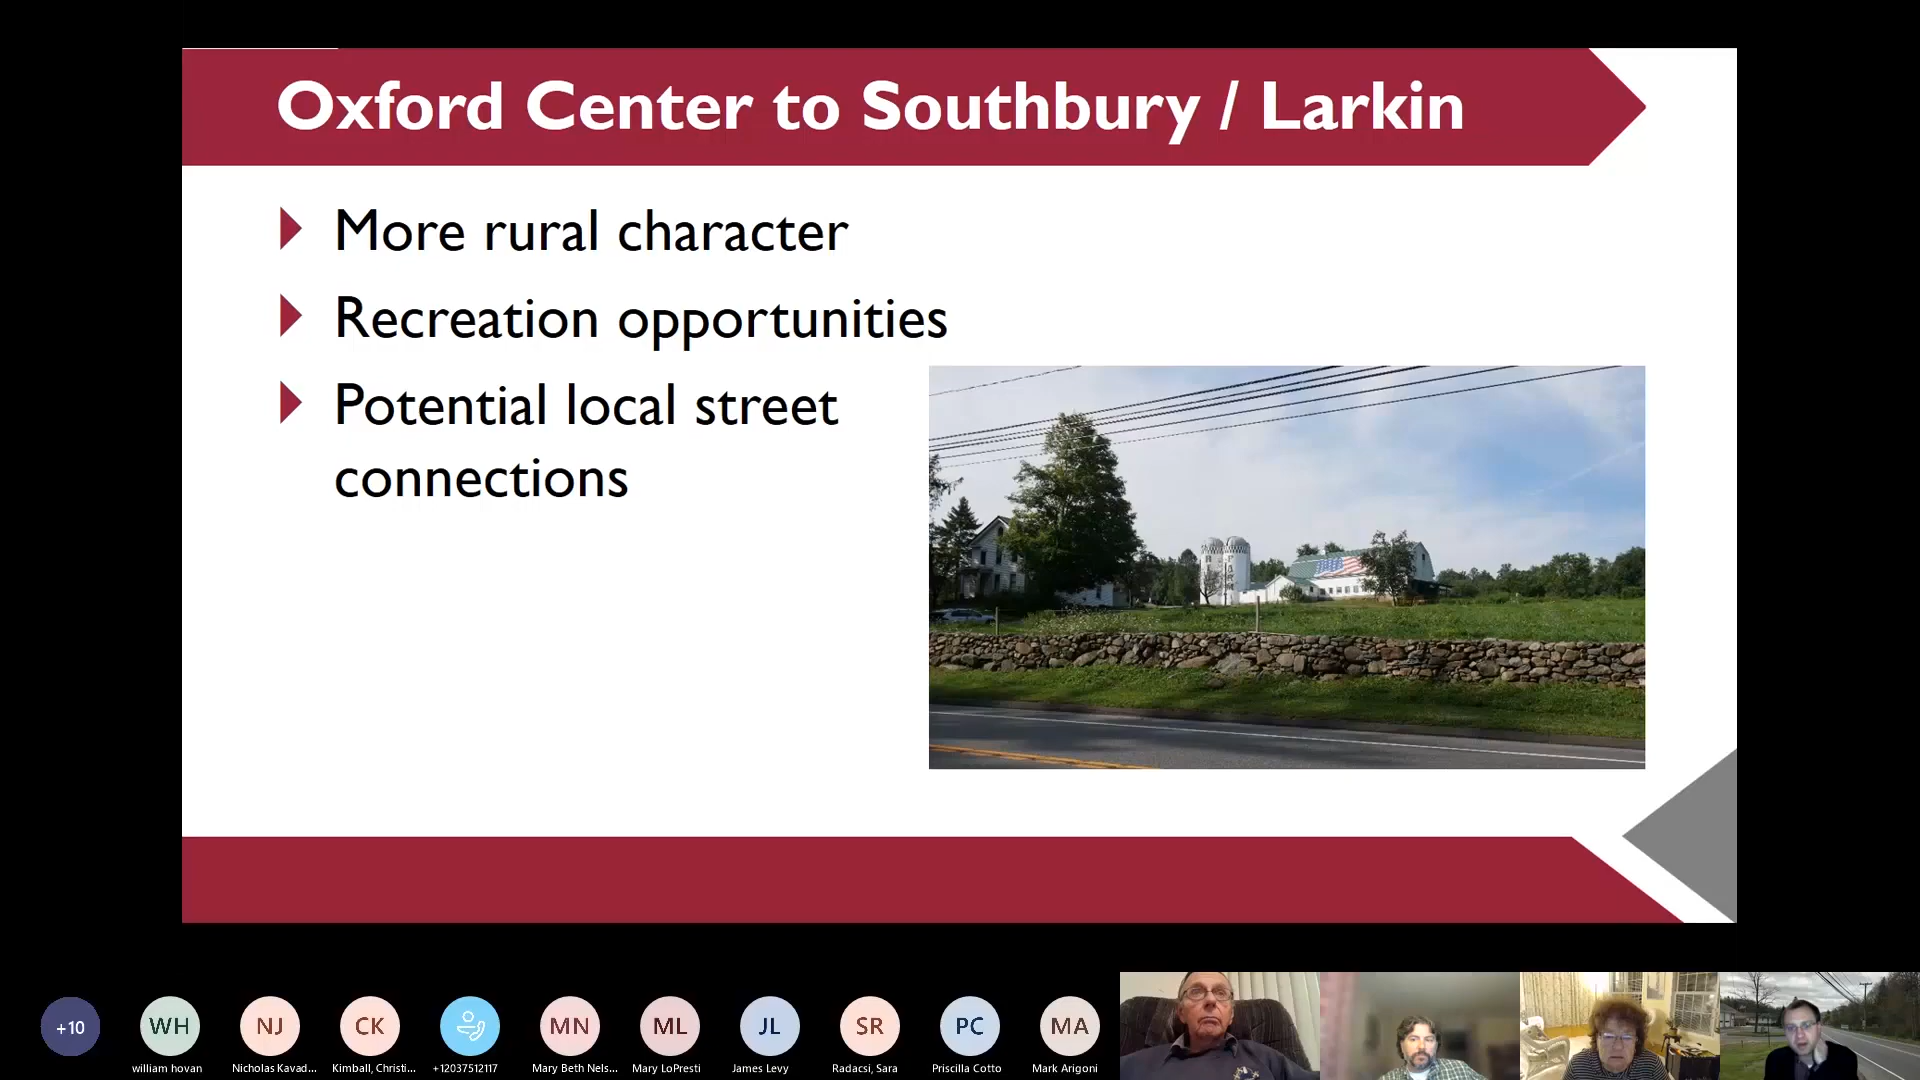 Oxford Center to Southbury / Larkin
More rural character
Recreation opportunities
Potential local street
connections
+10
WH
NJ
CK
MN
ML
JL
SR
PC
MA
william hovan
Nicholas Kavad...
Kimball, Christi...
+12037512117
Mary Beth Nels...
Mary LoPresti
James Levy
Radacsi, Sara
Priscilla Cotto
Mark Arigoni